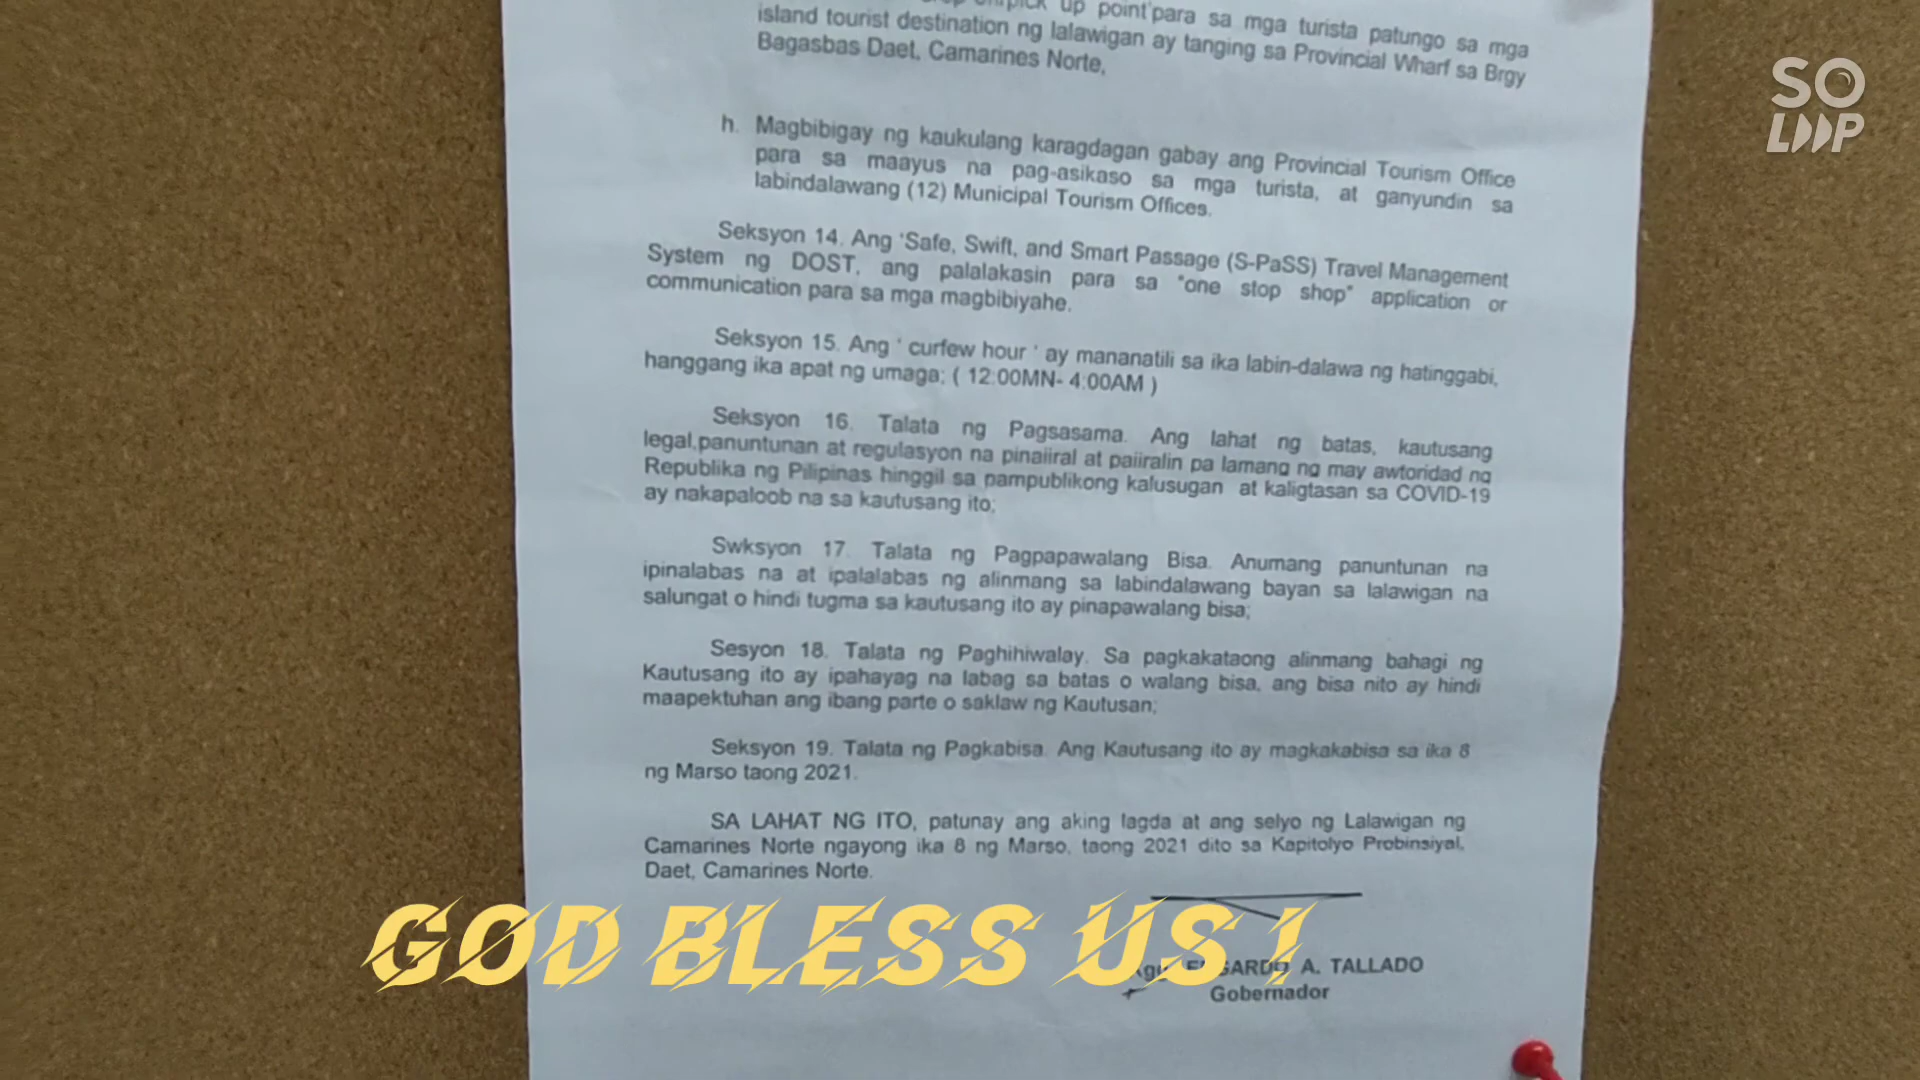 up point para sa mga turista patungo sa mga
island tourist destination ng lalawigan ay tanging sa Provincial Wharf sa Brgy
Bagasbas Daet, Camarines Norte,
h. Magbibigay ng kaukulang karagdagan gabay ang Provincial Tourism Office
para sa maayus na pag-asikaso sa mga turista, at ganyundin sa
labindalawang (12) Municipal Tourism Offices.
Seksyon 14. Ang 'Safe, Swift, and Smart Passage (S-PaSS) Travel Management
System ng DOST, ang palalakasin para sa "one stop shop" application or
communication para sa mga magbibiyahe.
Seksyon 15. Ang ' curfew hour ' ay mananatili sa ika labin-dalawa ng hatinggabi,
hanggang ika apat ng umaga; ( 12:00MN- 4:00AM )
Seksyon 16. Talata ng Pagsasama. Ang lahat ng batas, kautusang
legal,panuntunan at regulasyon na pinaiiral at paiiralin pa lamang ng may awtoridad ng
Republika ng Pilipinas hinggil sa pampublikong kalusugan at kaligtasan sa COVID-19
ay nakapaloob na sa kautusang ito;
Swksyon 17. Talata ng Pagpapawalang Bisa. Anumang panuntunan na
ipinalabas na at ipalalabas ng alinmang sa labindalawang bayan sa lalawigan na
salungat o hindi tugma sa kautusang ito ay pinapawalang bisa;
Sesyon 18. Talata ng Paghihiwalay. Sa pagkakataong alinmang bahagi ng
Kautusang ito ay ipahayag na labag sa batas o walang bisa, ang bisa nito ay hindi
maapektuhan ang ibang parte o saklaw ng Kautusan;
Seksyon 19. Talata ng Pagkabisa. Ang Kautusang ito ay magkakabisa sa ika 8
ng Marso taong 2021.
SA LAHAT NG ITO, patunay ang aking lagda at ang selyo ng Lalawigan ng
Camarines Norte ngayong ika 8 ng Marso, taong 2021 dito sa Kapitolyo Probinsiyal,
Daet, Camarines Norte.
GOD BLESS US !
A. TALLADO
Gobernador
SO
LOOP